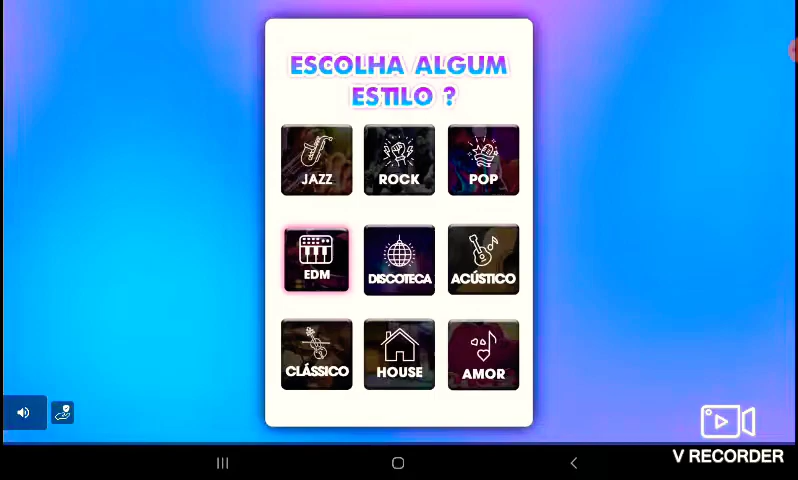 ESCOLHA ALGUM
ESTILO ?
JAZZ
ROCK
POP
EDM
DISCOTECA
ACÚSTICO
CLÁSSICO
HOUSE
AMOR
V RECORDER